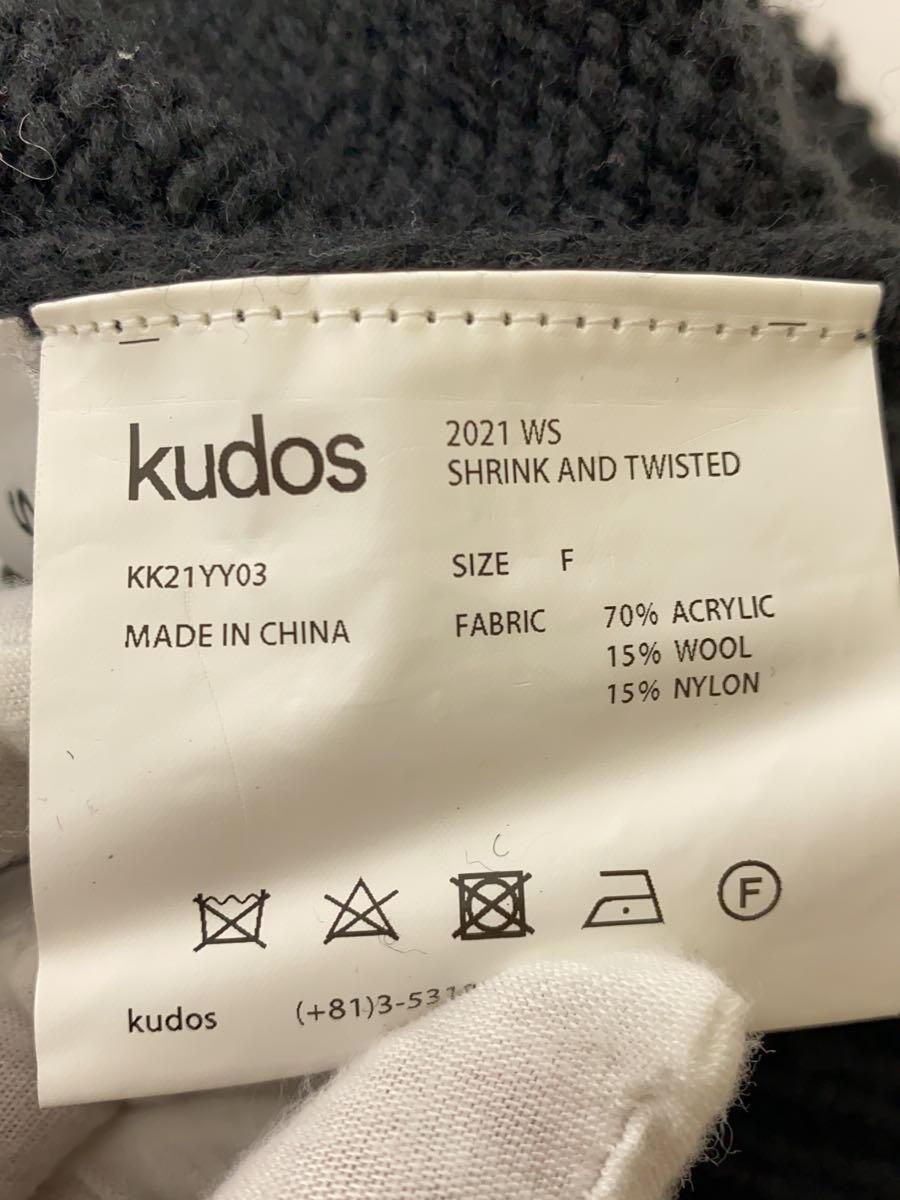 kudos
2021 WS
SHRINK AND TWISTED
KK21YY03
SIZE F
MADE IN CHINA
FABRIC 70% ACRYLIC
15% WOOL
15% NYLON
F
kudos